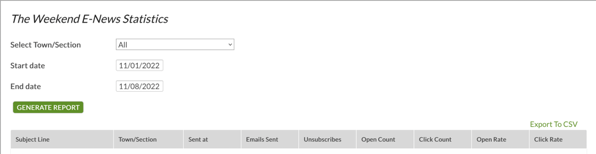 The Weekend E-News Statistics
Select Town/Section All
Start date 11/01/2022
End date 11/08/2022
GENERATE REPORT
Export To CSV
Subject Line Town/Section Sent at Emails Sent Unsubscribes Open Count Click Count Open Rate Click Rate